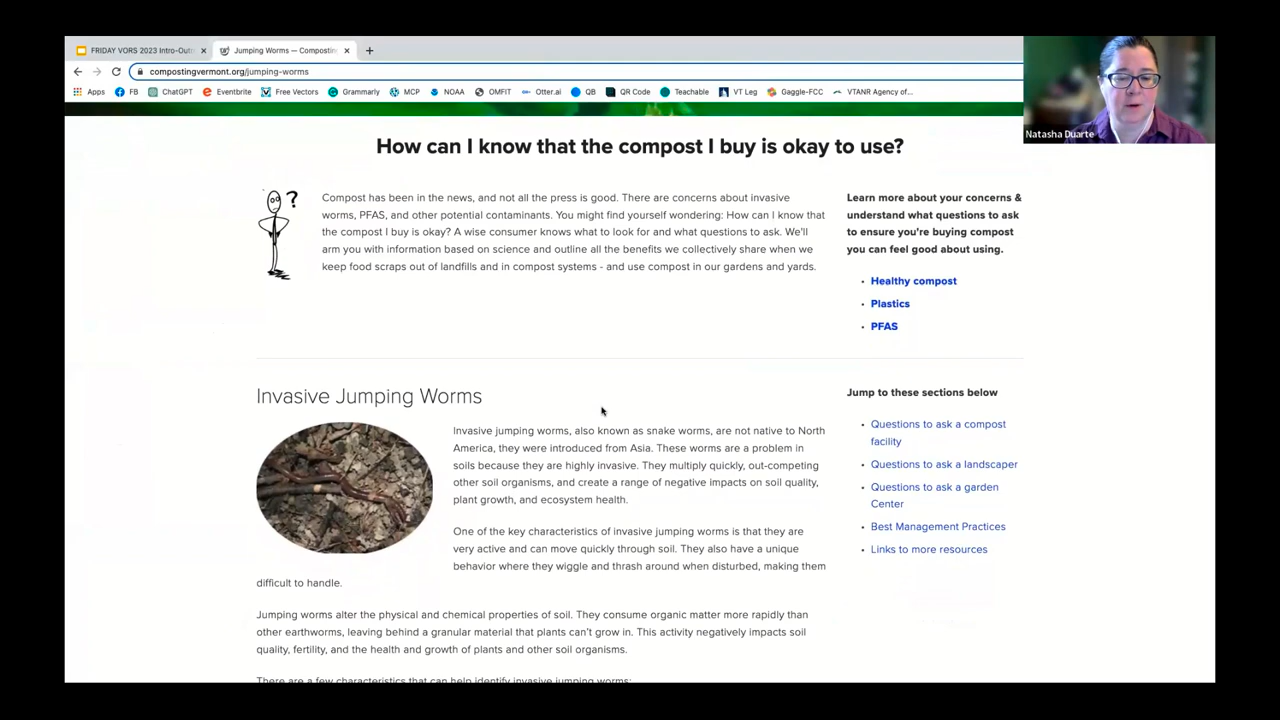 FRIDAY VORS 2023 Intro-Outr
Jumping Worms — Composting
compostingvermont.org/jumping-worms
Apps FB ChatGPT Eventbrite Free Vectors Grammarly MCP NOAA OMFIT Otter.ai QB QR Code Teachable VT Leg Gaggle-FCC VTANR Agency of...
Natasha Duarte
How can I know that the compost I buy is okay to use?
?
Compost has been in the news, and not all the press is good. There are concerns about invasive
worms, PFAS, and other potential contaminants. You might find yourself wondering: How can I know that
the compost I buy is okay? A wise consumer knows what to look for and what questions to ask. We'll
arm you with information based on science and outline all the benefits we collectively share when we
keep food scraps out of landfills and in compost systems - and use compost in our gardens and yards.
Learn more about your concerns &
understand what questions to ask
to ensure you're buying compost
you can feel good about using.
• Healthy compost
• Plastics
• PFAS
Invasive Jumping Worms
Invasive jumping worms, also known as snake worms, are not native to North
America, they were introduced from Asia. These worms are a problem in
soils because they are highly invasive. They multiply quickly, out-competing
other soil organisms, and create a range of negative impacts on soil quality,
plant growth, and ecosystem health.
One of the key characteristics of invasive jumping worms is that they are
very active and can move quickly through soil. They also have a unique
behavior where they wiggle and thrash around when disturbed, making them
difficult to handle.
Jumping worms alter the physical and chemical properties of soil. They consume organic matter more rapidly than
other earthworms, leaving behind a granular material that plants can't grow in. This activity negatively impacts soil
quality, fertility, and the health and growth of plants and other soil organisms.
There are a few characteristics that can help identify invasive jumping worms:
Jump to these sections below
• Questions to ask a compost
facility
• Questions to ask a landscaper
• Questions to ask a garden
Center
• Best Management Practices
• Links to more resources